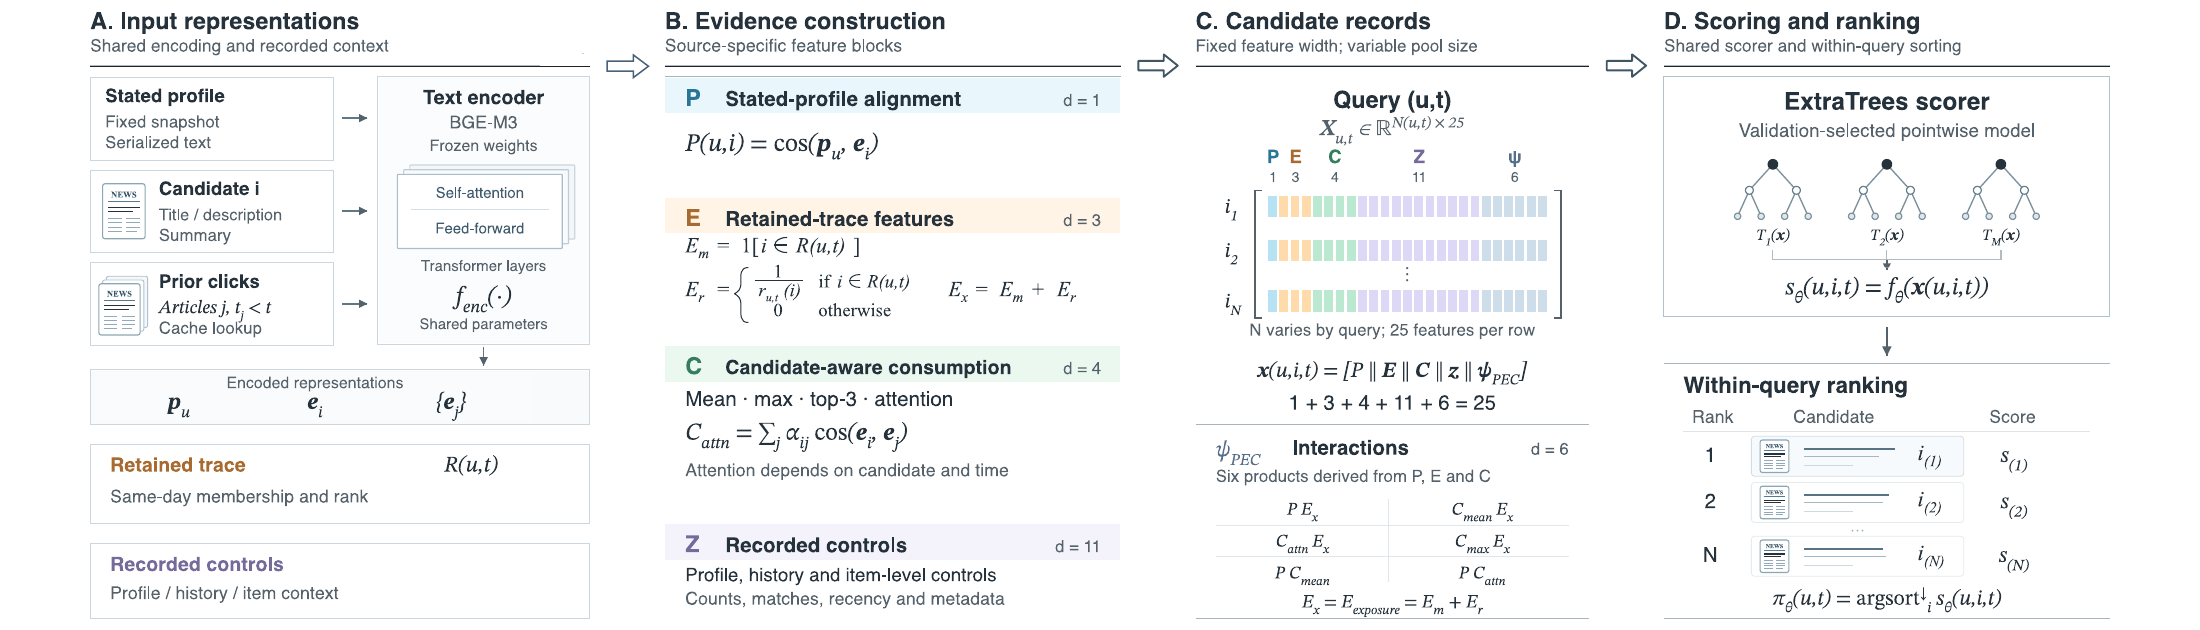 A. Input representations
Shared encoding and recorded context
Stated profile
Fixed snapshot
Serialized text
NEWS
Candidate i
Title / description
Summary
NEWS
Prior clicks
Articles j, t_j < t
Cache lookup
Text encoder
BGE-M3
Frozen weights
Self-attention
Feed-forward
Transformer layers
f_enc(·)
Shared parameters
Encoded representations
p_u e_i {e_j}
Retained trace R(u,t)
Same-day membership and rank
Recorded controls
Profile / history / item context
B. Evidence construction
Source-specific feature blocks
P Stated-profile alignment d = 1
P(u,i) = cos(p_u, e_i)
E Retained-trace features d = 3
E_m = 1[i ∈ R(u,t) ]
E_r = { 1 / r_{u,t}(i) if i ∈ R(u,t)
0 otherwise
E_x = E_m + E_r
C Candidate-aware consumption d = 4
Mean · max · top-3 · attention
C_attn = ∑_j α_ij cos(e_i, e_j)
Attention depends on candidate and time
Z Recorded controls d = 11
Profile, history and item-level controls
Counts, matches, recency and metadata
C. Candidate records
Fixed feature width; variable pool size
Query (u,t)
X_{u,t} ∈ ℝ^{N(u,t) × 25}
P E C Z ψ
1 3 4 11 6
i_1
i_2
⋮
i_N
N varies by query; 25 features per row
x(u,i,t) = [P ∥ E ∥ C ∥ z ∥ ψ_PEC]
1 + 3 + 4 + 11 + 6 = 25
ψ_PEC Interactions d = 6
Six products derived from P, E and C
P E_x C_mean E_x
C_attn E_x C_max E_x
P C_mean P C_attn
E_x = E_exposure = E_m + E_r
D. Scoring and ranking
Shared scorer and within-query sorting
ExtraTrees scorer
Validation-selected pointwise model
T_1(x) T_2(x) T_M(x)
s_θ(u,i,t) = f_θ(x(u,i,t))
Within-query ranking
Rank Candidate Score
1 NEWS i_(1) s_(1)
2 NEWS i_(2) s_(2)
...
N NEWS i_(N) s_(N)
π_θ(u,t) = argsort↓_i s_θ(u,i,t)